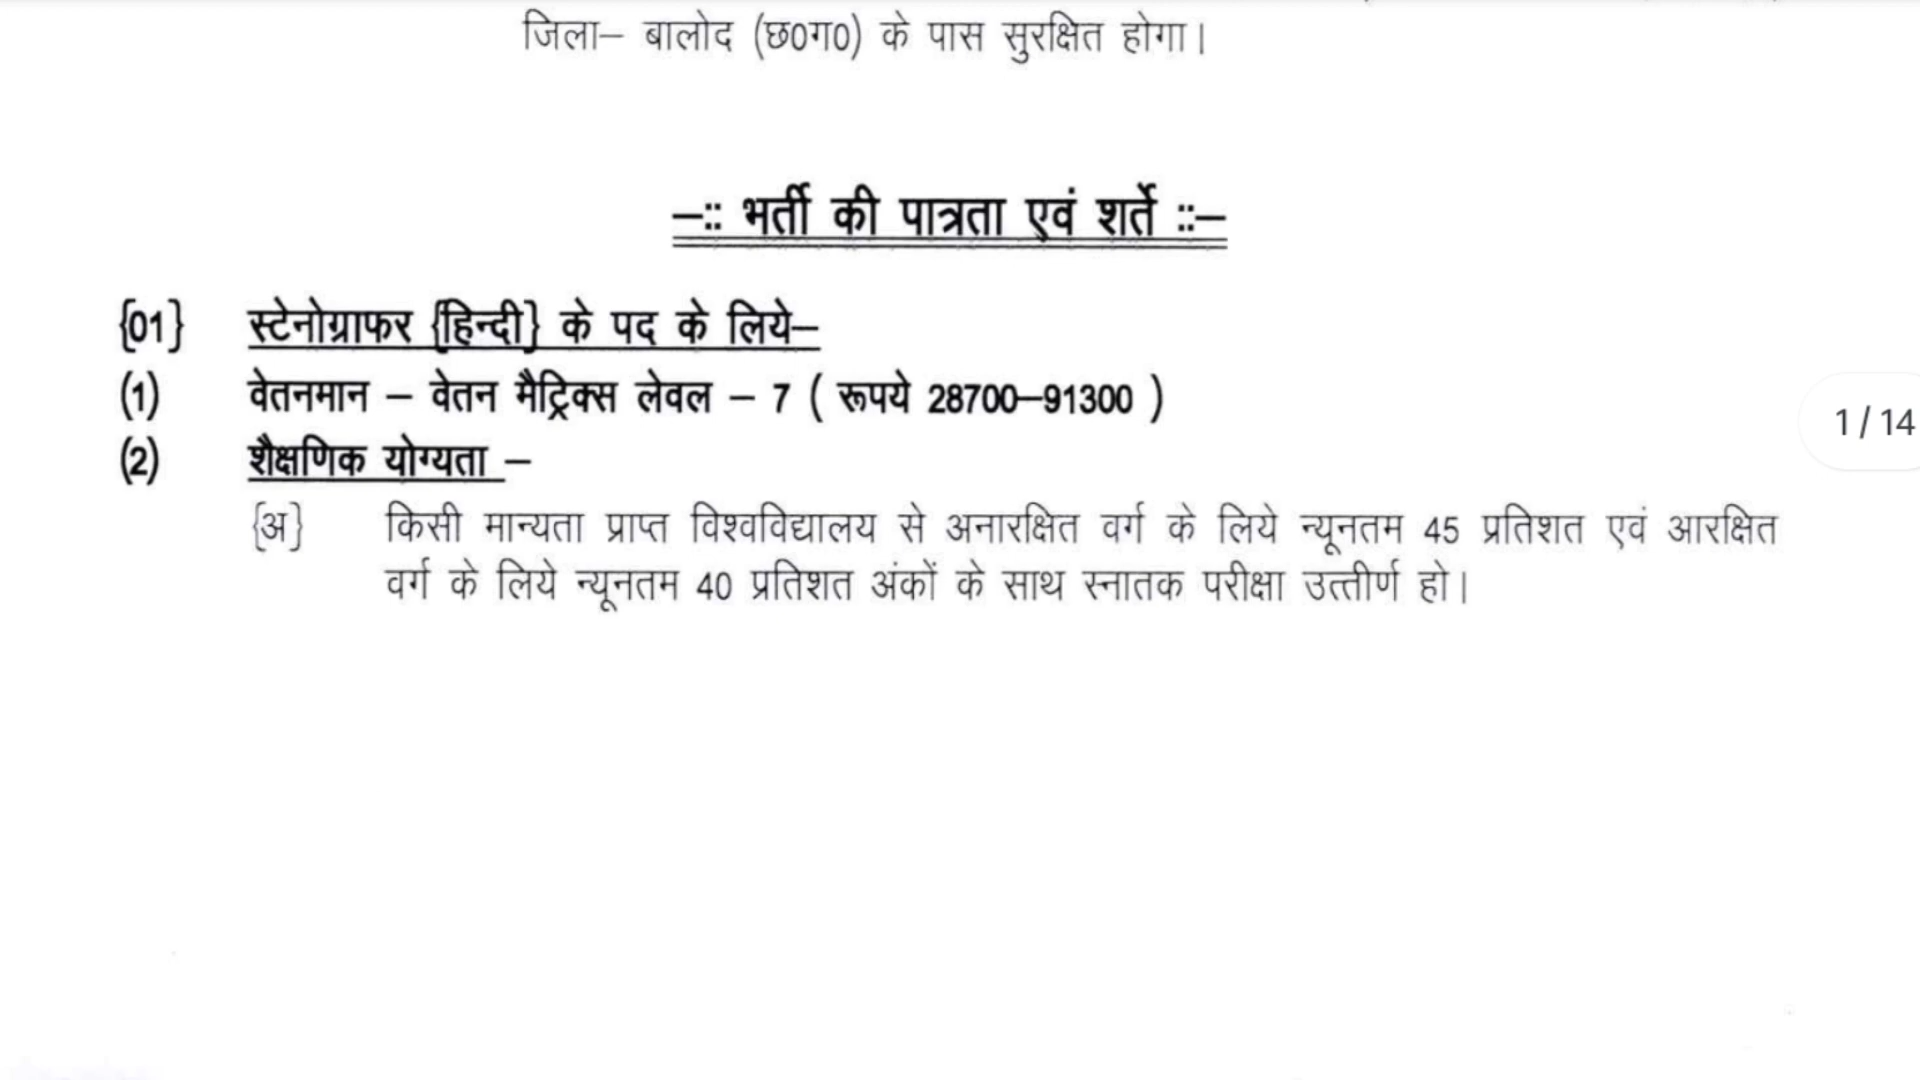 जिला– बालोद (छ0ग0) के पास सुरक्षित होगा।
–:: भर्ती की पात्रता एवं शर्ते ::–
{01} स्टेनोग्राफर {हिन्दी} के पद के लिये–
(1) वेतनमान – वेतन मैट्रिक्स लेवल – 7 ( रूपये 28700–91300 )
1 / 14
(2) शैक्षणिक योग्यता –
{अ} किसी मान्यता प्राप्त विश्वविद्यालय से अनारक्षित वर्ग के लिये न्यूनतम 45 प्रतिशत एवं आरक्षित
वर्ग के लिये न्यूनतम 40 प्रतिशत अंकों के साथ स्नातक परीक्षा उत्तीर्ण हो।